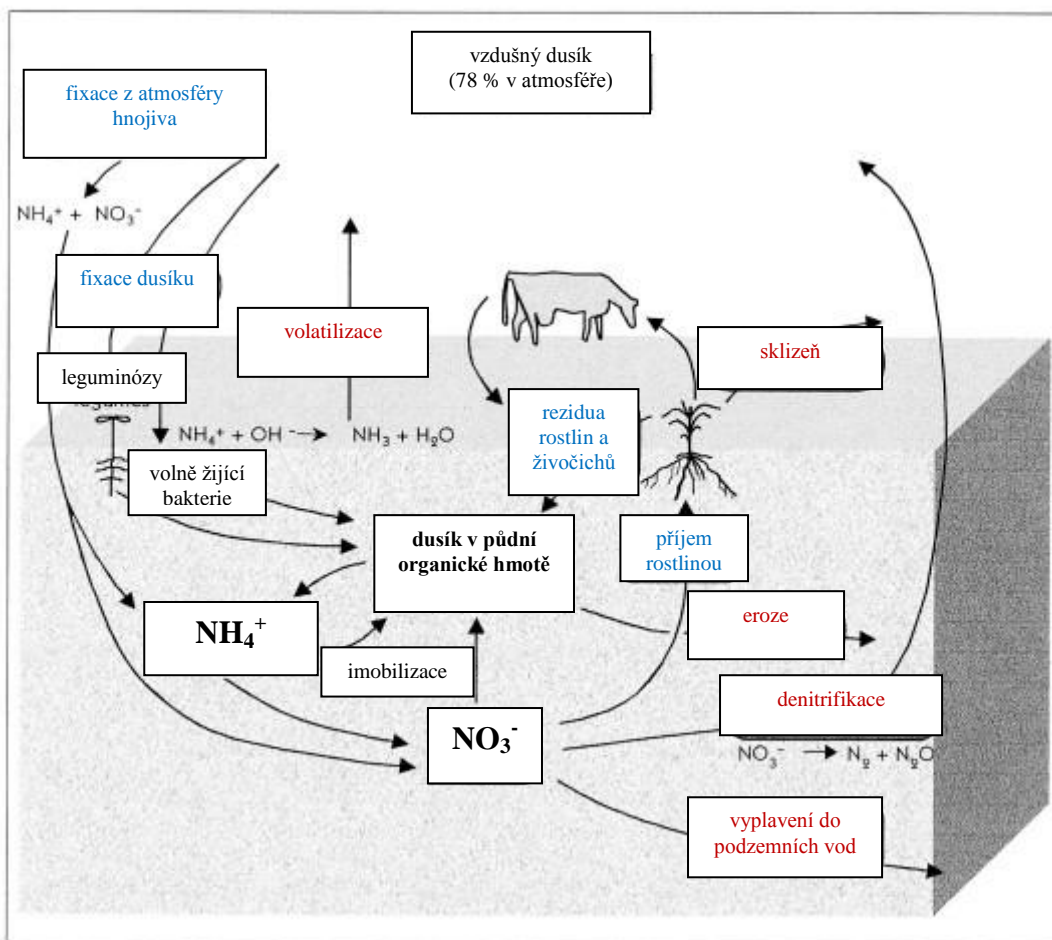 vzdušný dusík
(78 % v atmosféře)
fixace z atmosféry
hnojiva
NH₄⁺ + NO₃⁻
fixace dusíku
volatilizace
sklizeň
leguminózy
legumes
rezidua
rostlin a
živočichů
NH₄⁺ + OH⁻ → NH₃ + H₂O
volně žijící
bakterie
dusík v půdní
organické hmotě
příjem
rostlinou
eroze
NH₄⁺
imobilizace
denitrifikace
NO₃⁻
NO₃⁻ → N₂ + N₂O
vyplavení do
podzemních vod